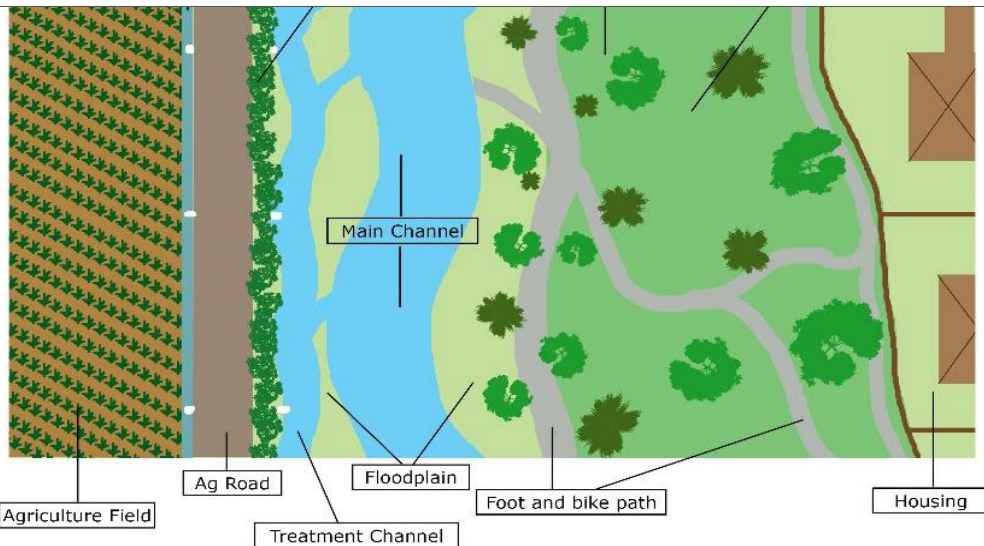 Main Channel
Floodplain
Ag Road
Foot and bike path
Housing
Agriculture Field
Treatment Channel